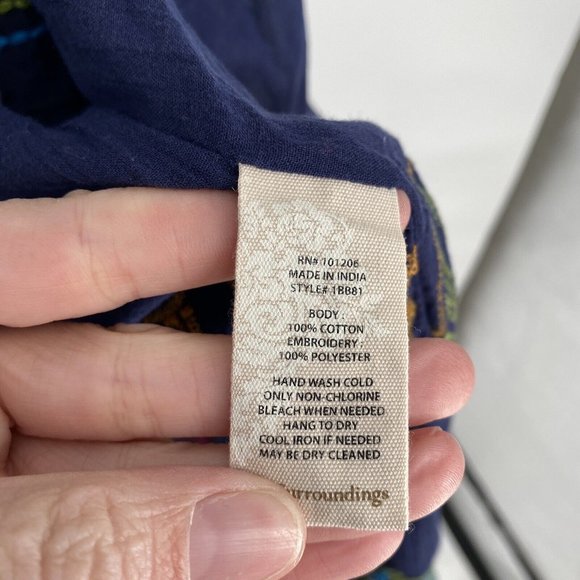 RN# 101206
MADE IN INDIA
STYLE# 1BB81
BODY :
100% COTTON
EMBROIDERY :
100% POLYESTER
HAND WASH COLD
ONLY NON-CHLORINE
BLEACH WHEN NEEDED
HANG TO DRY
COOL IRON IF NEEDED
MAY BE DRY CLEANED
urroundings